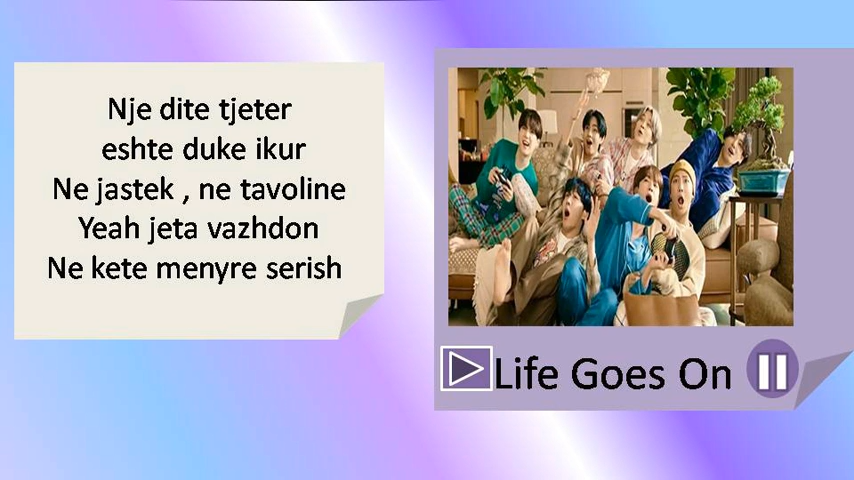 Nje dite tjeter
eshte duke ikur
Ne jastek , ne tavoline
Yeah jeta vazhdon
Ne kete menyre serish
Life Goes On